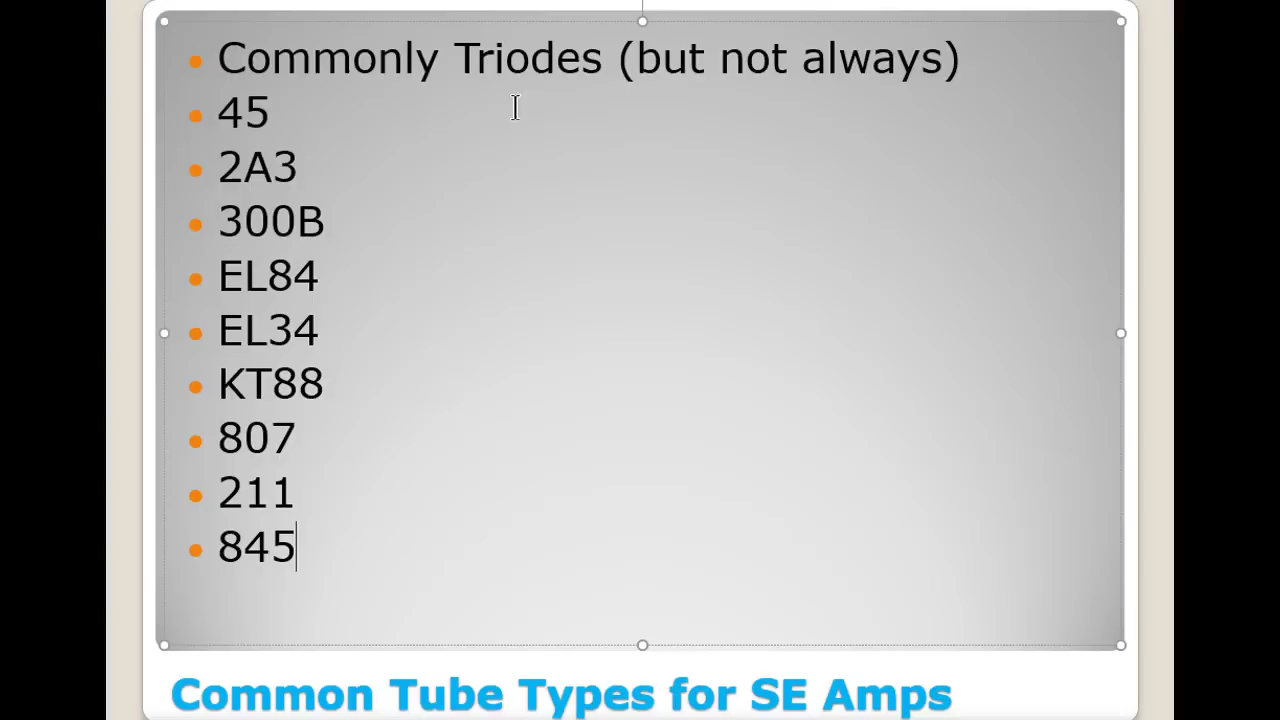 Commonly Triodes (but not always)
45
2A3
300B
EL84
EL34
KT88
807
211
845
Common Tube Types for SE Amps